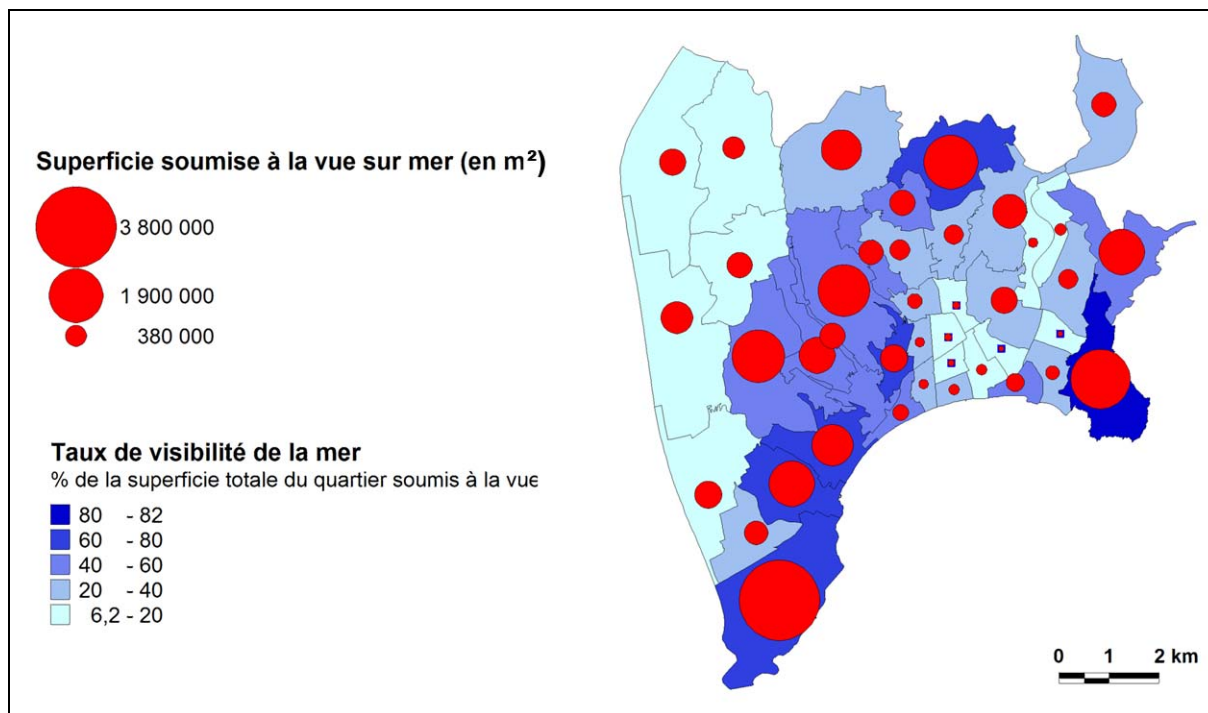 Superficie soumise à la vue sur mer (en m²)
3 800 000
1 900 000
380 000
Taux de visibilité de la mer
% de la superficie totale du quartier soumis à la vue
80 - 82
60 - 80
40 - 60
20 - 40
6,2 - 20
0 1 2 km